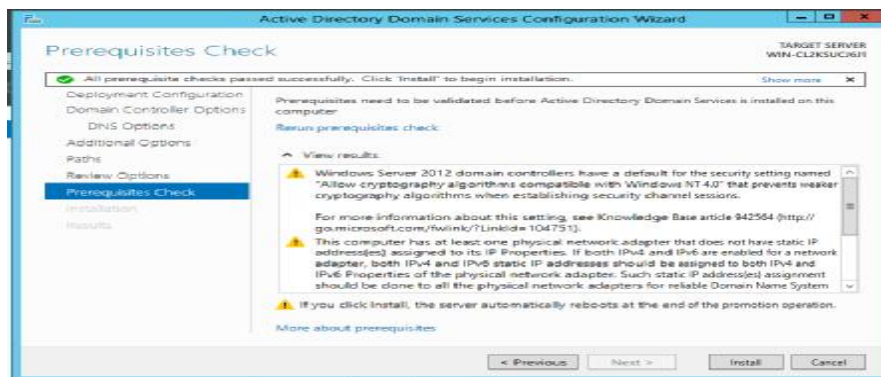 Active Directory Domain Services Configuration Wizard
Prerequisites Check
TARGET SERVER
WIN-CL2KSUCJ6J1
All prerequisite checks passed successfully. Click 'Install' to begin installation.
Show more
Deployment Configuration
Domain Controller Options
DNS Options
Additional Options
Paths
Review Options
Prerequisites Check
Installation
Results
Prerequisites need to be validated before Active Directory Domain Services is installed on this
computer
Rerun prerequisites check
View results
Windows Server 2012 domain controllers have a default for the security setting named
"Allow cryptography algorithms compatible with Windows NT 4.0" that prevents weaker
cryptography algorithms when establishing security channel sessions.
For more information about this setting, see Knowledge Base article 942564 (http://
go.microsoft.com/fwlink/?LinkId=104751).
This computer has at least one physical network adapter that does not have static IP
address(es) assigned to its IP Properties. If both IPv4 and IPv6 are enabled for a network
adapter, both IPv4 and IPv6 static IP addresses should be assigned to both IPv4 and
IPv6 Properties of the physical network adapter. Such static IP address(es) assignment
should be done to all the physical network adapters for reliable Domain Name System
If you click Install, the server automatically reboots at the end of the promotion operation.
More about prerequisites
< Previous
Next >
Install
Cancel